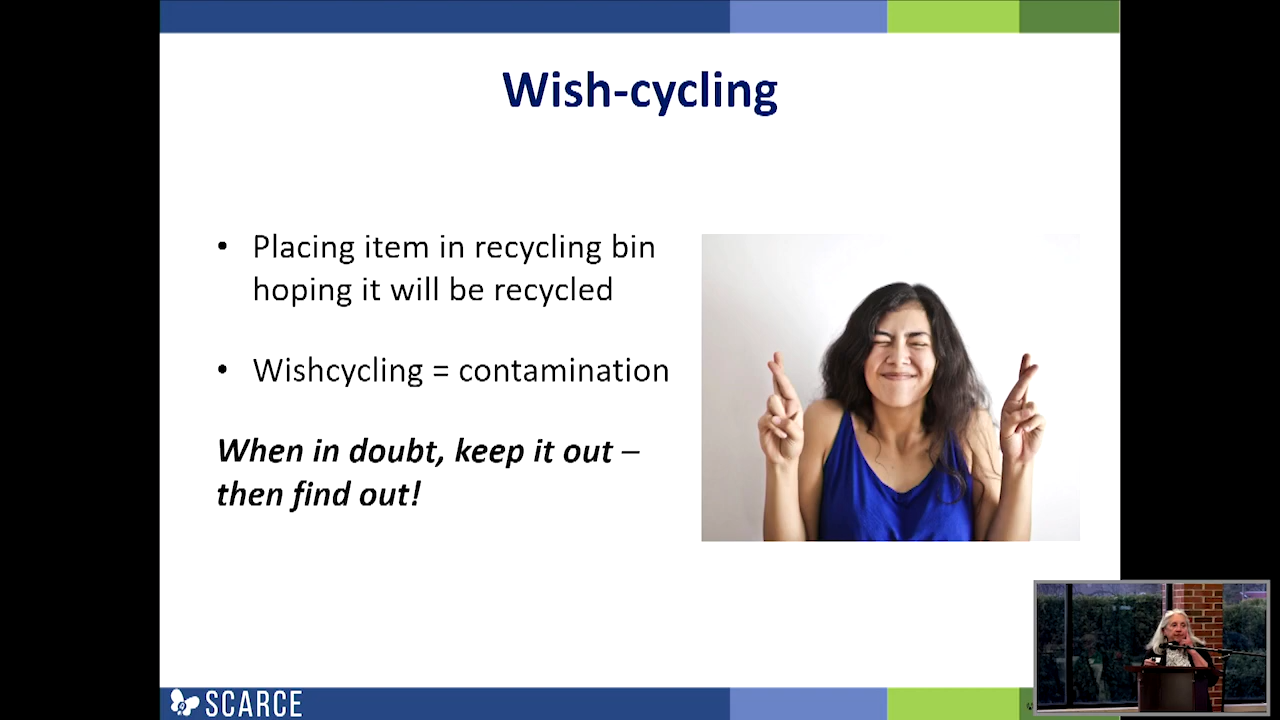 Wish-cycling
• Placing item in recycling bin
hoping it will be recycled
• Wishcycling = contamination
When in doubt, keep it out –
then find out!
SCARCE